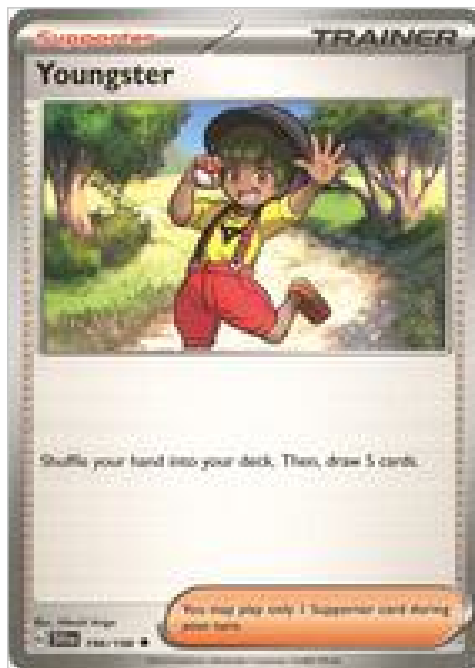 Supporter TRAINER
Youngster
Shuffle your hand into your deck. Then, draw 5 cards.
You may play only 1 Supporter card during
your turn.